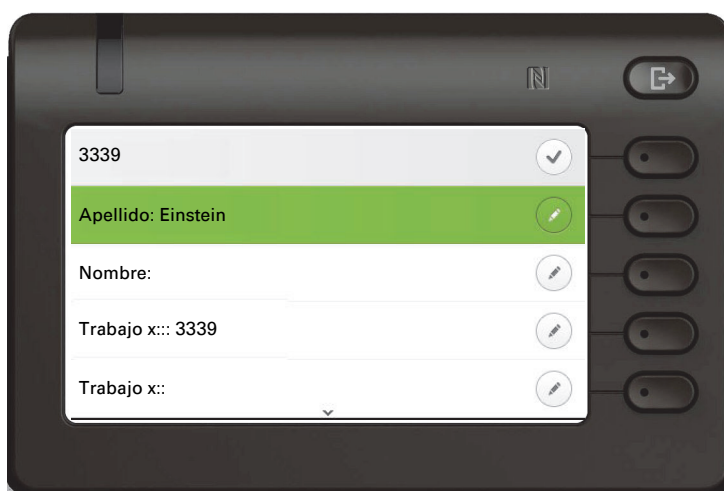 3339
Apellido: Einstein
Nombre:
Trabajo x::: 3339
Trabajo x::